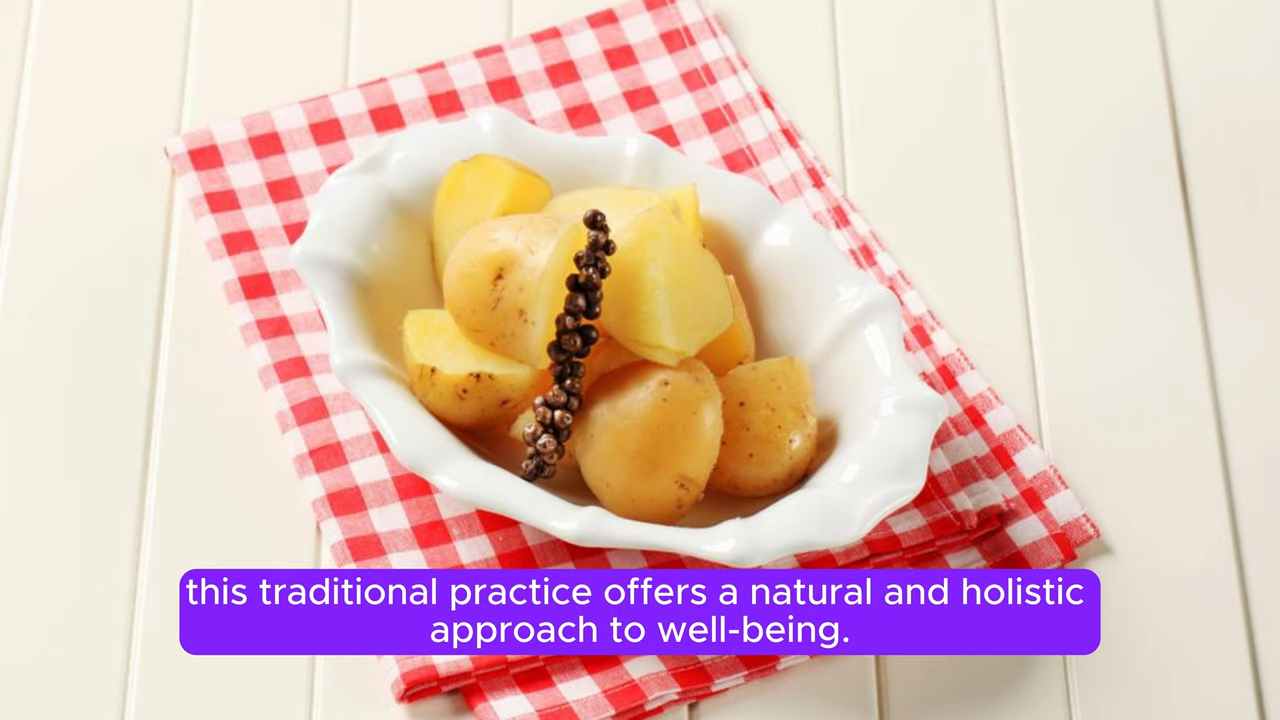 this traditional practice offers a natural and holistic
approach to well-being.